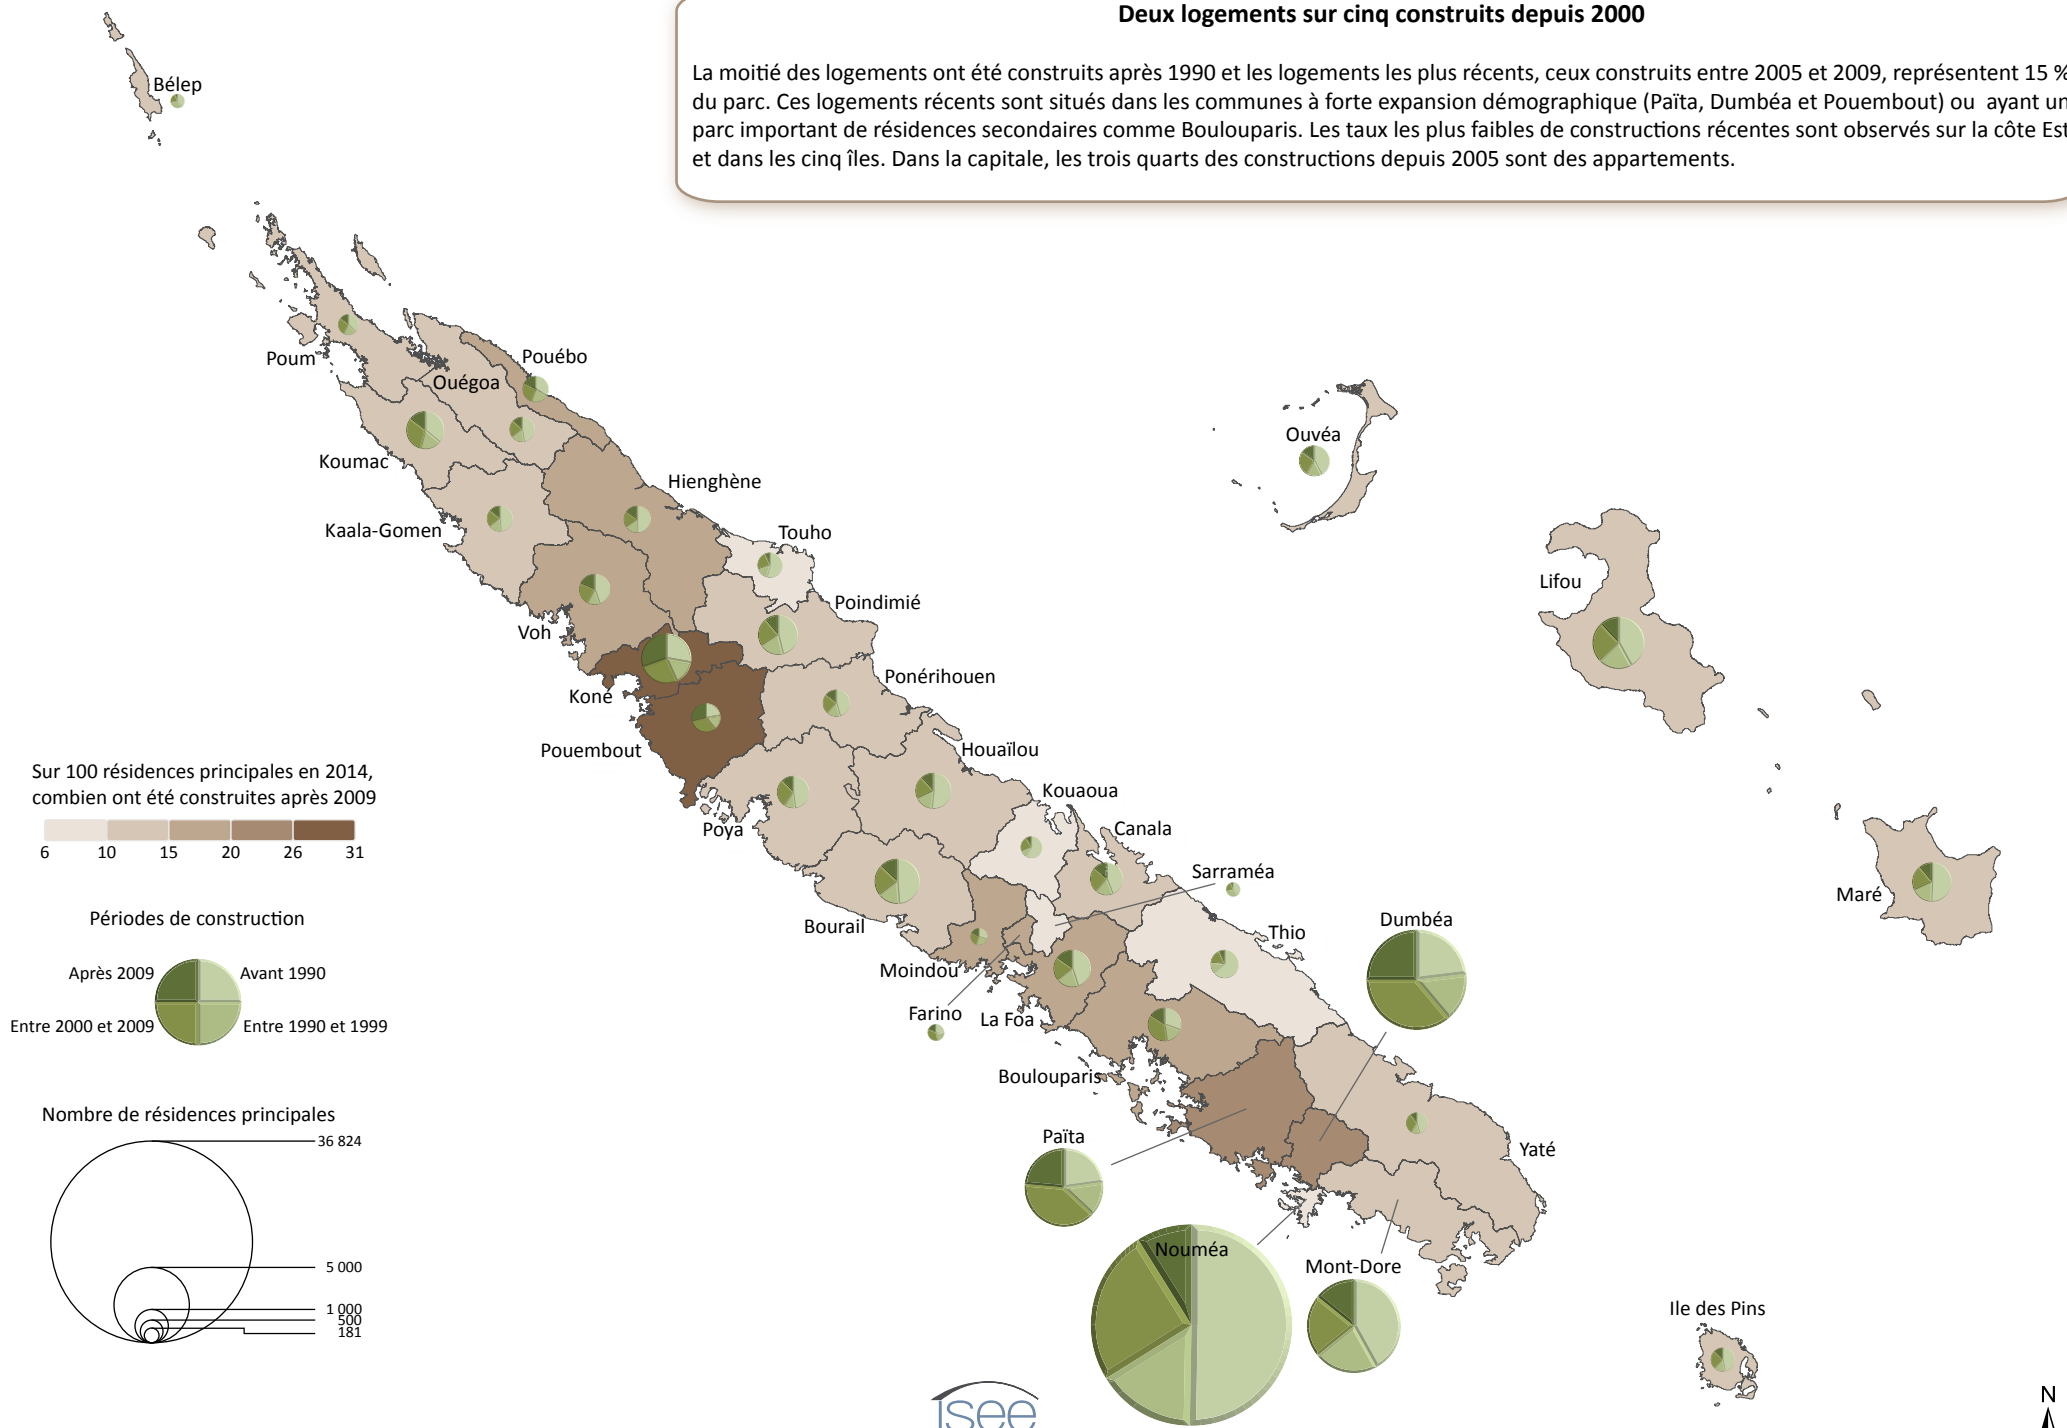 Deux logements sur cinq construits depuis 2000
La moitié des logements ont été construits après 1990 et les logements les plus récents, ceux construits entre 2005 et 2009, représentent 15 %
du parc. Ces logements récents sont situés dans les communes à forte expansion démographique (Païta, Dumbéa et Pouembout) ou ayant un
parc important de résidences secondaires comme Boulouparis. Les taux les plus faibles de constructions récentes sont observés sur la côte Est
et dans les cinq îles. Dans la capitale, les trois quarts des constructions depuis 2005 sont des appartements.
Bélep
Poum
Pouébo
Ouégoa
Koumac
Ouvéa
Hienghène
Kaala-Gomen
Touho
Lifou
Poindimié
Voh
Ponérihouen
Koné
Pouembout
Houaïlou
Sur 100 résidences principales en 2014,
combien ont été construites après 2009
6 10 15 20 26 31
Kouaoua
Poya
Canala
Sarraméa
Maré
Périodes de construction
Dumbéa
Bourail
Thio
Après 2009
Avant 1990
Moindou
Entre 2000 et 2009
Entre 1990 et 1999
Farino
La Foa
Boulouparis
Nombre de résidences principales
36 824
5 000
1 000
500
181
Païta
Yaté
Nouméa
Mont-Dore
Ile des Pins
isee
N